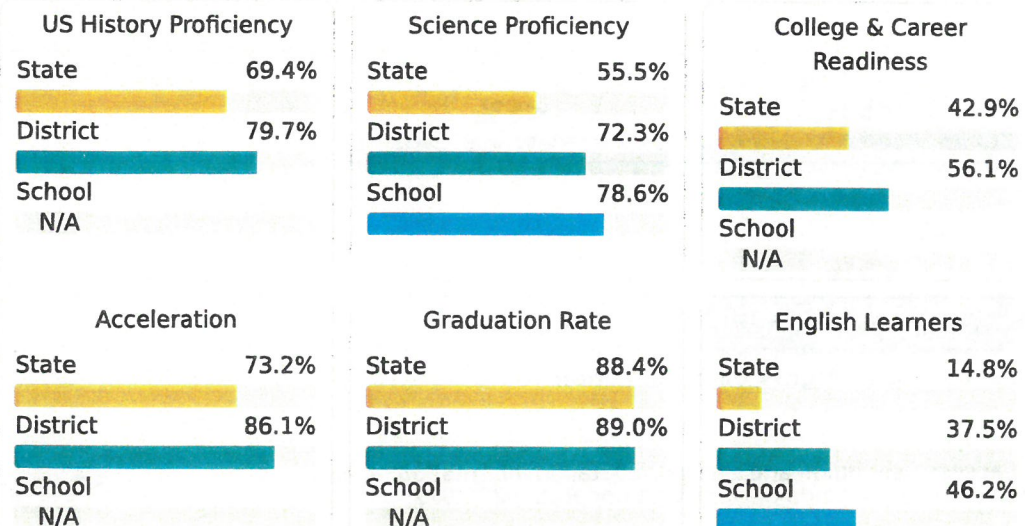 US History Proficiency
State 69.4%
District 79.7%
School
N/A
Science Proficiency
State 55.5%
District 72.3%
School 78.6%
College & Career
Readiness
State 42.9%
District 56.1%
School
N/A
Acceleration
State 73.2%
District 86.1%
School
N/A
Graduation Rate
State 88.4%
District 89.0%
School
N/A
English Learners
State 14.8%
District 37.5%
School 46.2%